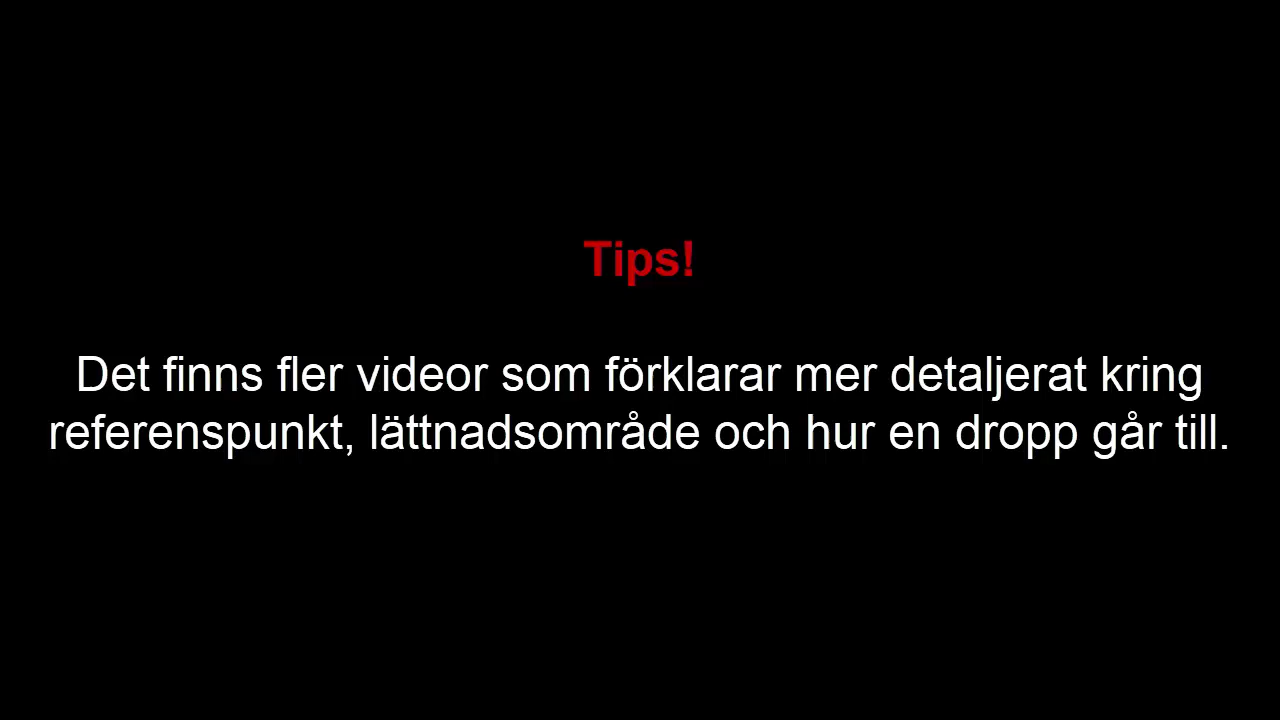 Tips!
Det finns fler videor som förklarar mer detaljerat kring
referenspunkt, lättnadsområde och hur en dropp går till.